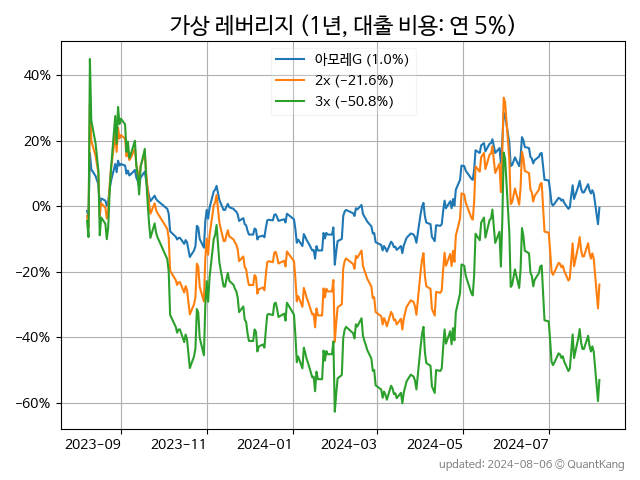 가상 레버리지 (1년, 대출 비용: 연 5%)
아모레G (1.0%)
2x (−21.6%)
3x (−50.8%)
40%
20%
0%
−20%
−40%
−60%
2023-09 2023-11 2024-01 2024-03 2024-05 2024-07
updated: 2024-08-06 © QuantKang